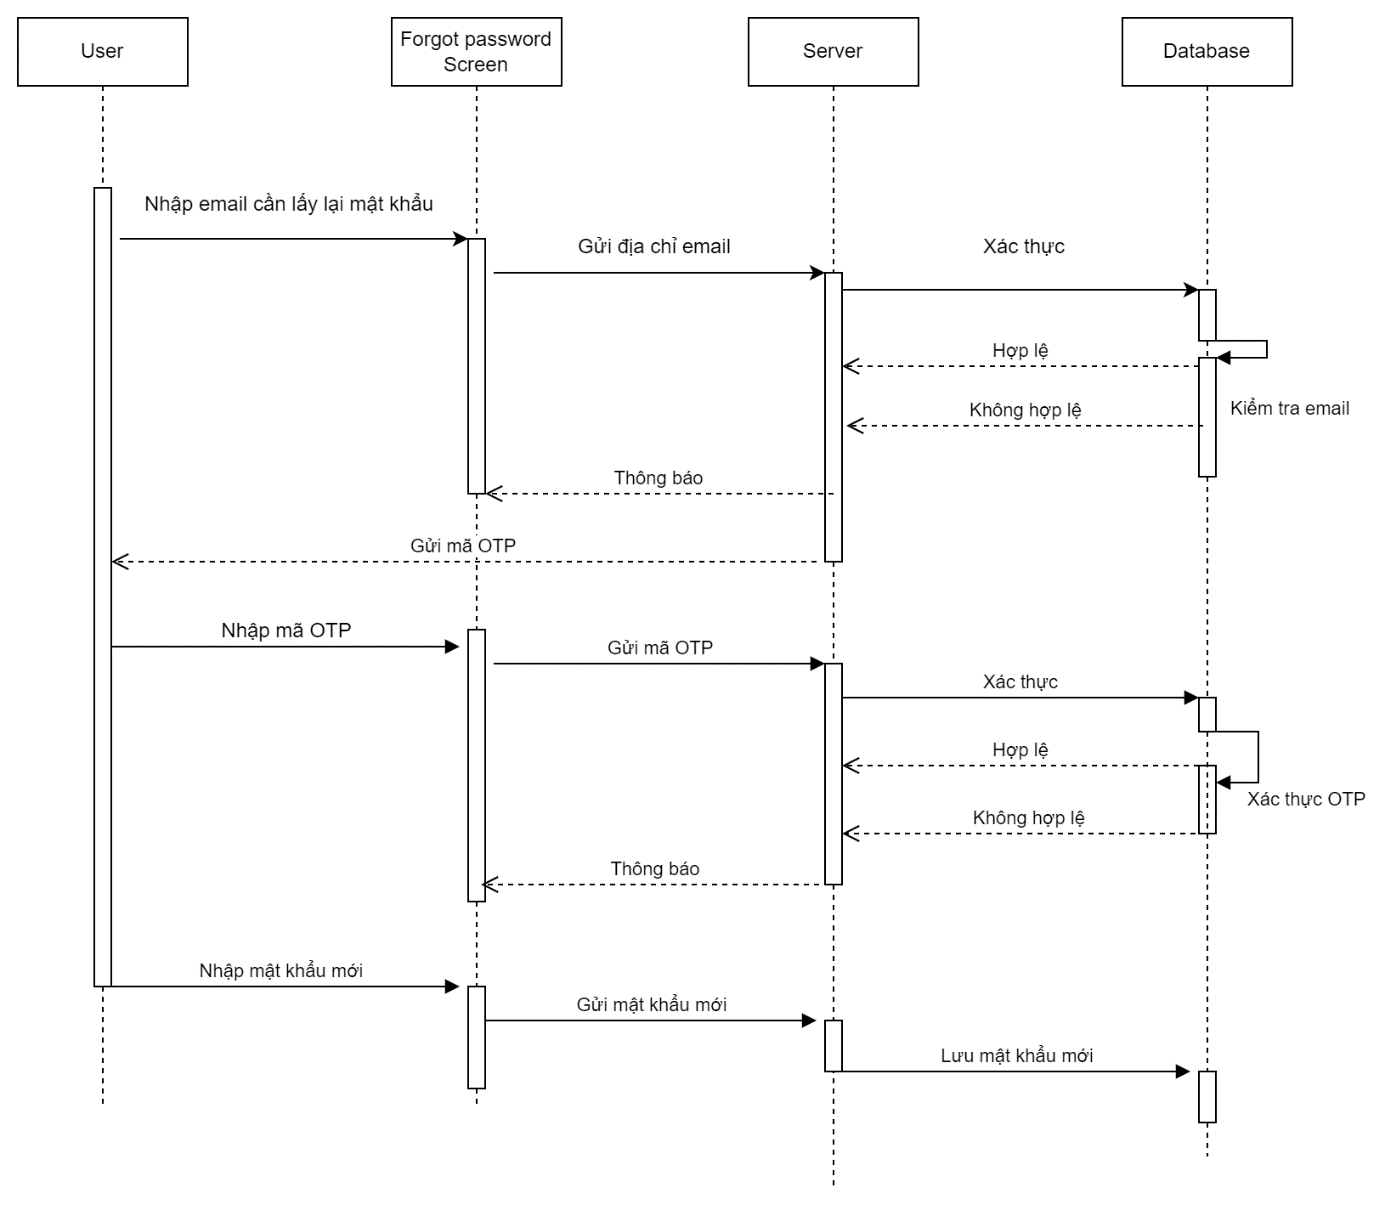 User
Forgot password
Screen
Server
Database
Nhập email cần lấy lại mật khẩu
Gửi địa chỉ email
Xác thực
Hợp lệ
Không hợp lệ
Kiểm tra email
Thông báo
Gửi mã OTP
Nhập mã OTP
Gửi mã OTP
Xác thực
Hợp lệ
Xác thực OTP
Không hợp lệ
Thông báo
Nhập mật khẩu mới
Gửi mật khẩu mới
Lưu mật khẩu mới